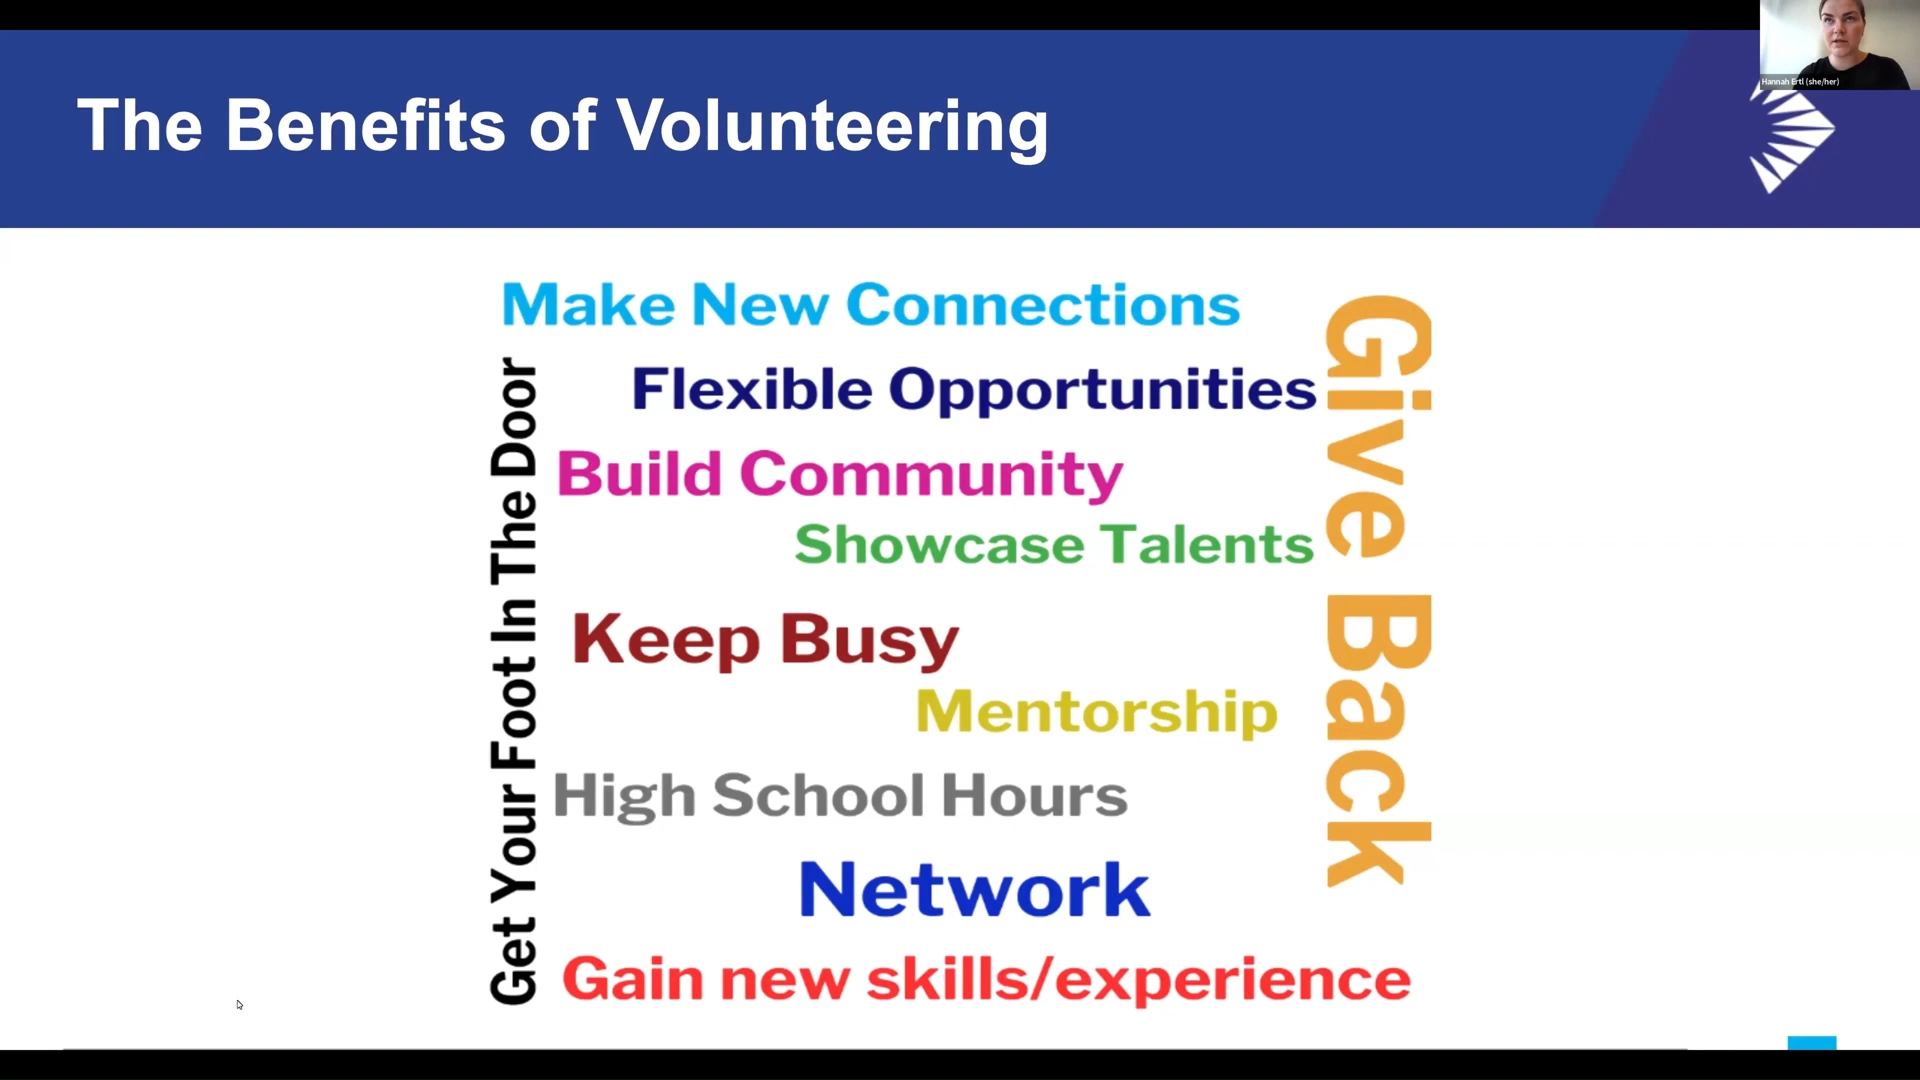 Hannah Ertl (she/her)
The Benefits of Volunteering
Make New Connections
Flexible Opportunities
Build Community
Showcase Talents
Keep Busy
Mentorship
High School Hours
Network
Gain new skills/experience
Get Your Foot In The Door
Give Back